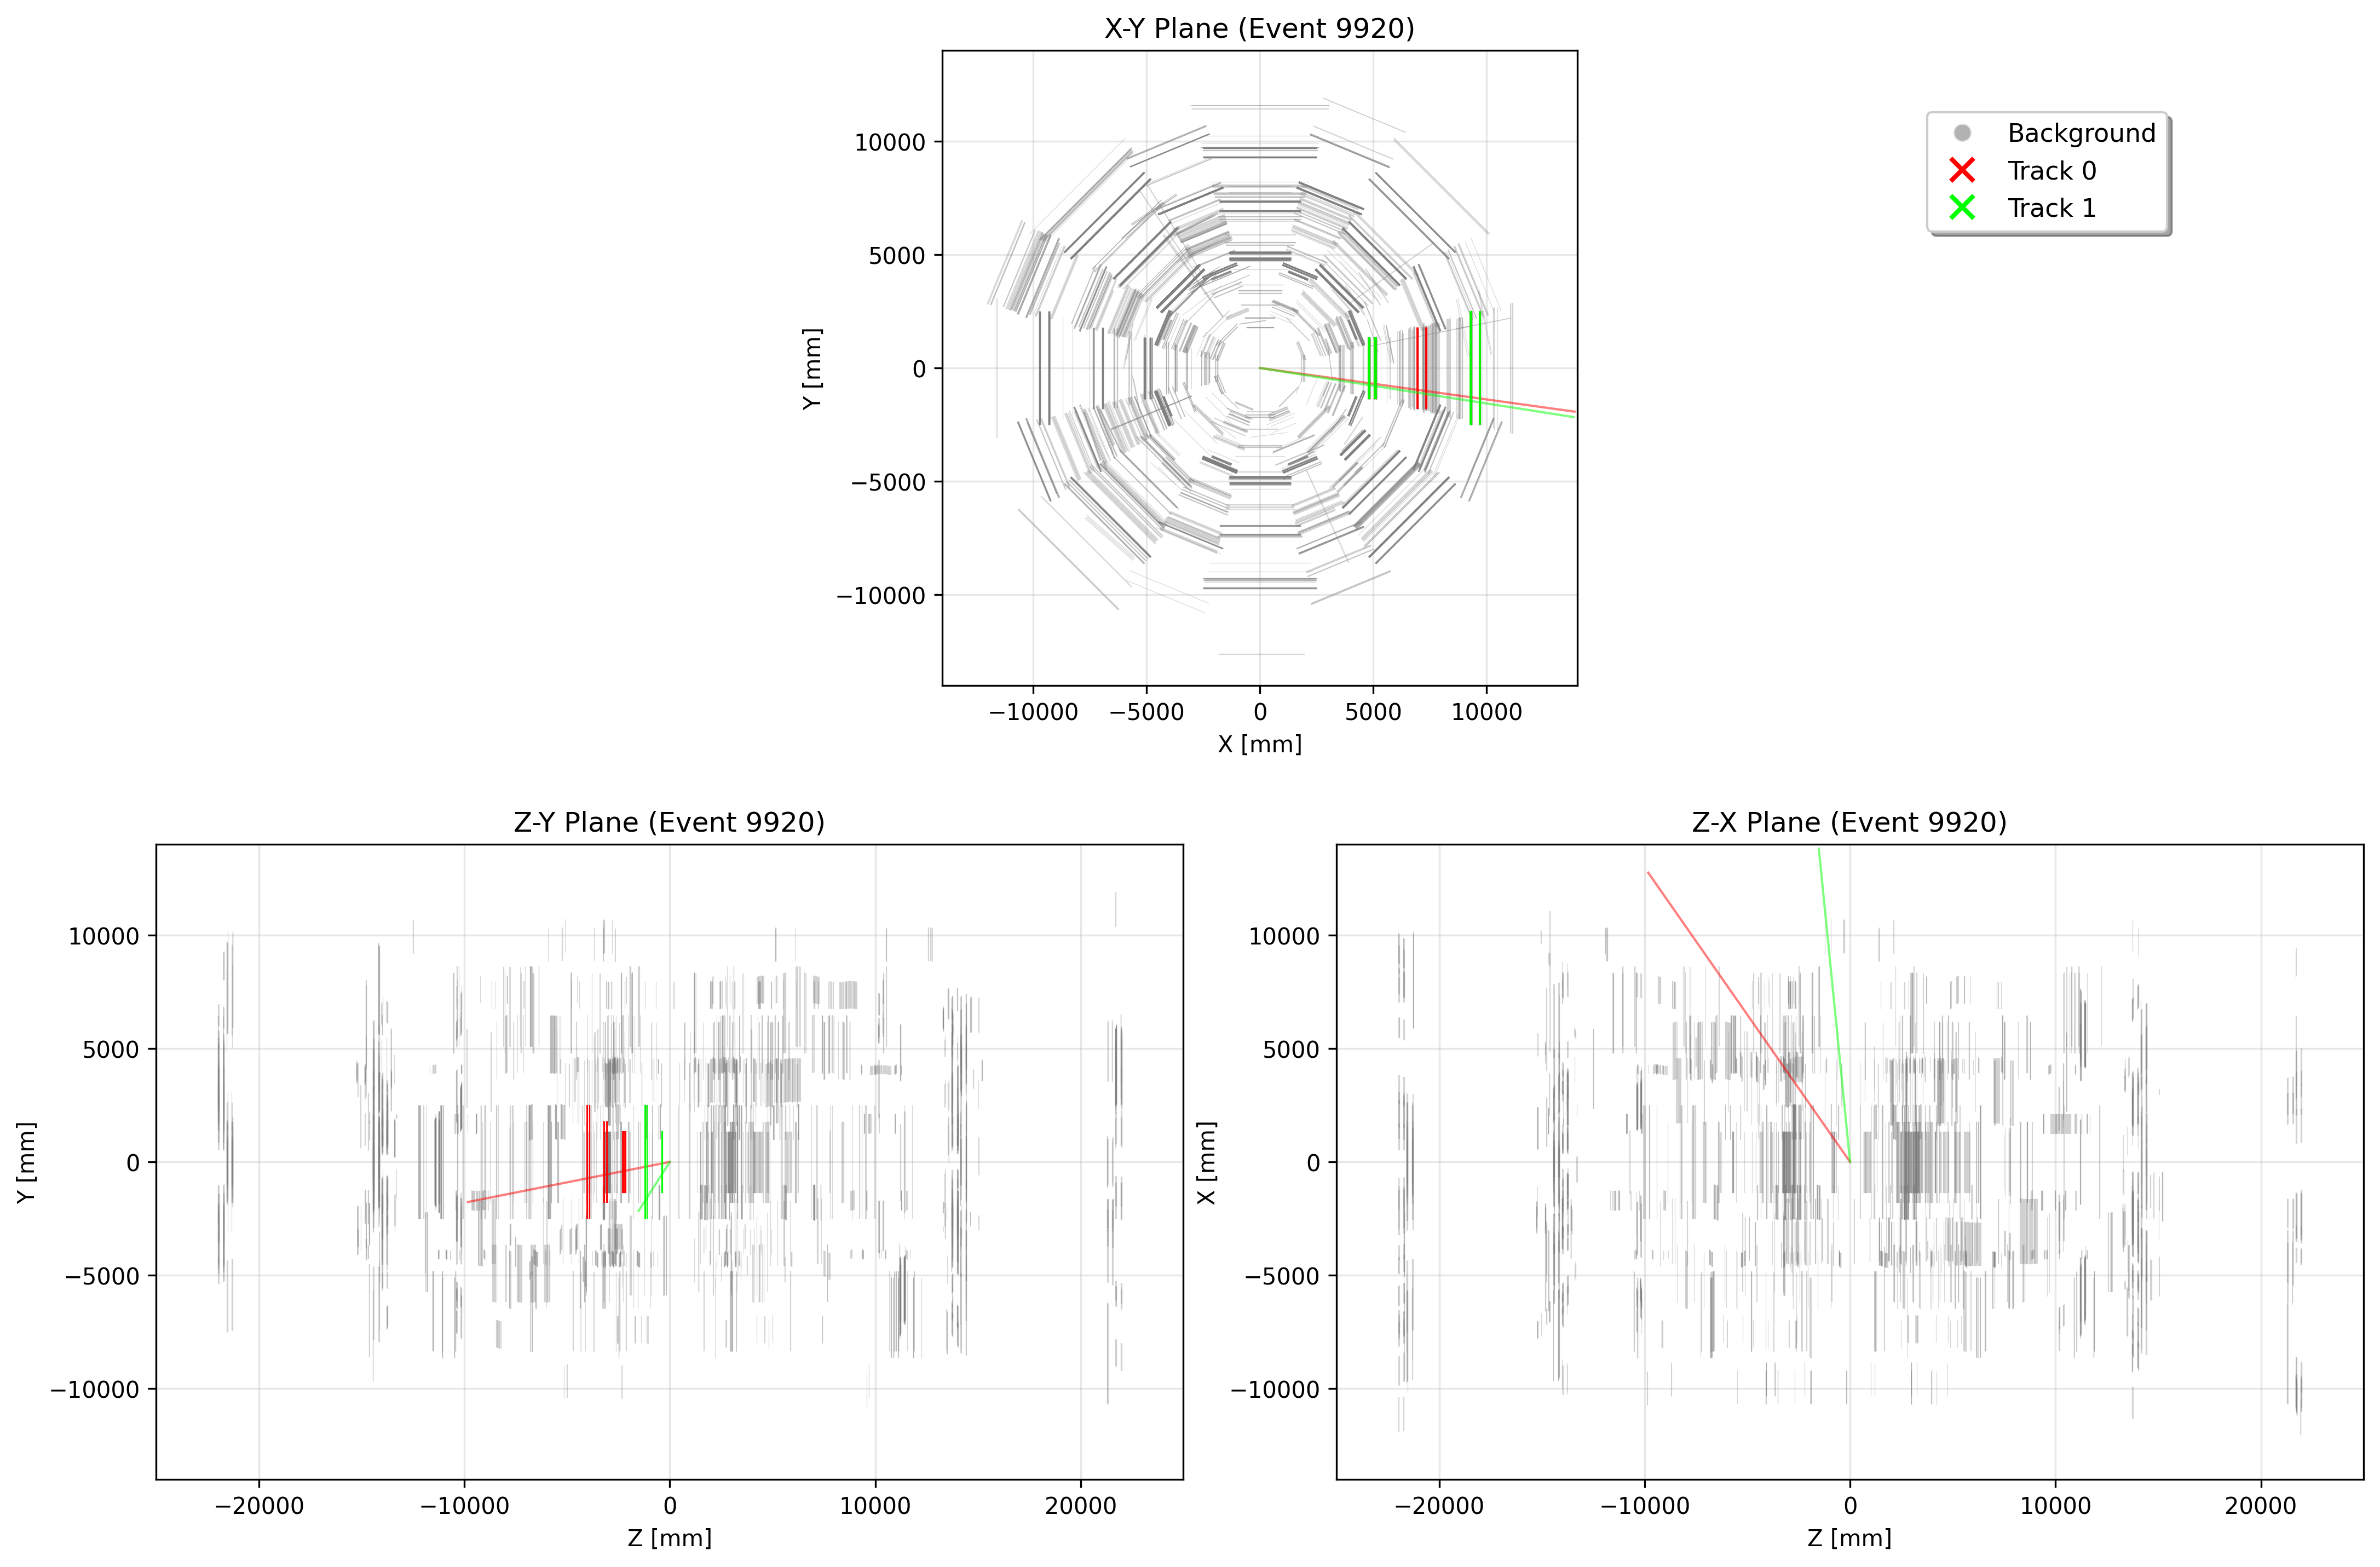 X-Y Plane (Event 9920)
Background
Track 0
Track 1
10000
5000
0
−5000
−10000
Y [mm]
−10000 −5000 0 5000 10000
X [mm]
Z-Y Plane (Event 9920)
10000
5000
0
−5000
−10000
Y [mm]
−20000 −10000 0 10000 20000
Z [mm]
Z-X Plane (Event 9920)
10000
5000
0
−5000
−10000
X [mm]
−20000 −10000 0 10000 20000
Z [mm]